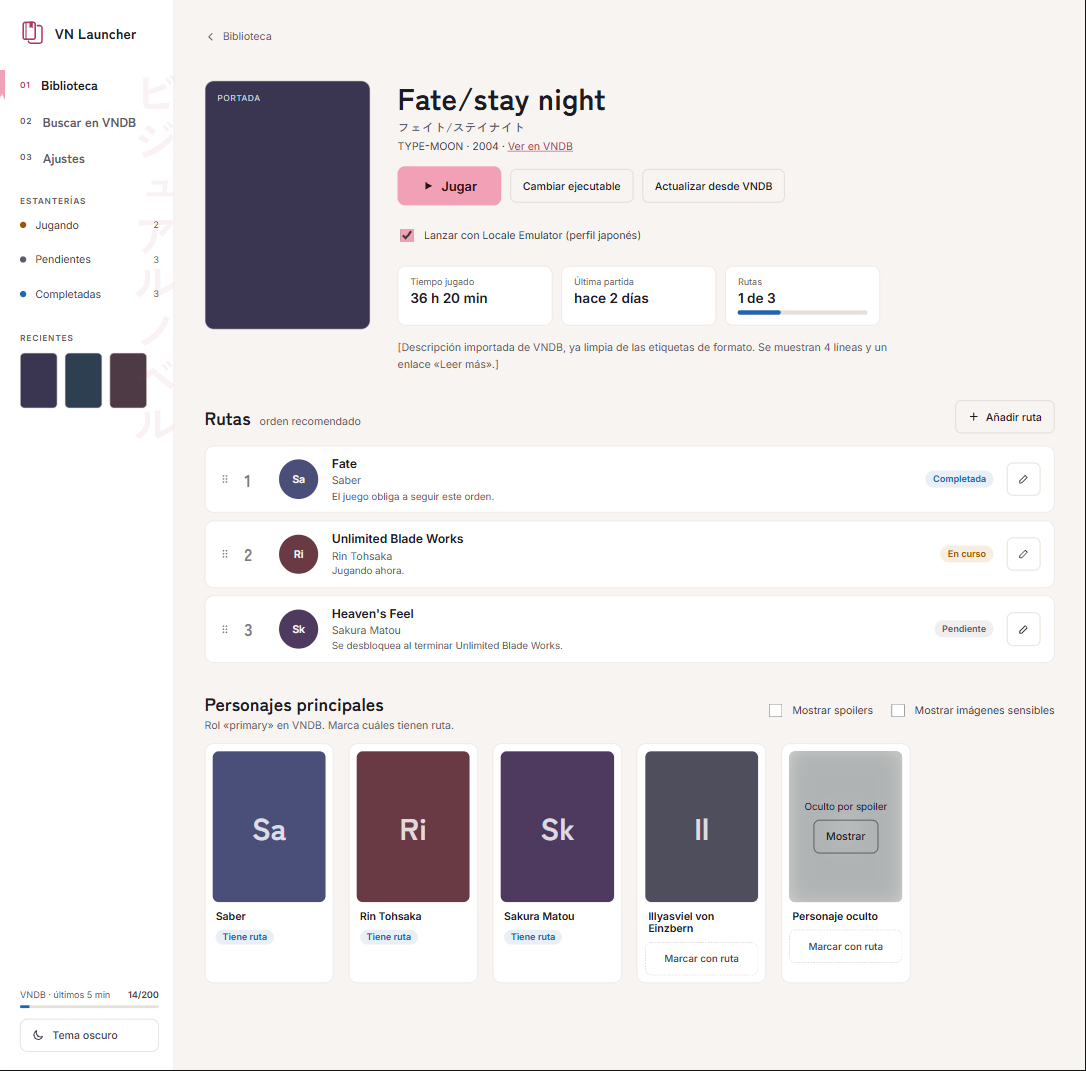 VN Launcher
01 Biblioteca
02 Buscar en VNDB
03 Ajustes
ビジュアルノベル
ESTANTERÍAS
Jugando 2
Pendientes 3
Completadas 3
RECIENTES
VNDB · últimos 5 min 14/200
Tema oscuro
Biblioteca
PORTADA
Fate/stay night
フェイト/ステイナイト
TYPE-MOON · 2004 · Ver en VNDB
Jugar
Cambiar ejecutable
Actualizar desde VNDB
Lanzar con Locale Emulator (perfil japonés)
Tiempo jugado
36 h 20 min
Última partida
hace 2 días
Rutas
1 de 3
[Descripción importada de VNDB, ya limpia de las etiquetas de formato. Se muestran 4 líneas y un
enlace «Leer más».]
Rutas orden recomendado
+ Añadir ruta
1
Sa
Fate
Saber
El juego obliga a seguir este orden.
Completada
2
Ri
Unlimited Blade Works
Rin Tohsaka
Jugando ahora.
En curso
3
Sk
Heaven's Feel
Sakura Matou
Se desbloquea al terminar Unlimited Blade Works.
Pendiente
Personajes principales
Rol «primary» en VNDB. Marca cuáles tienen ruta.
Mostrar spoilers
Mostrar imágenes sensibles
Sa
Saber
Tiene ruta
Ri
Rin Tohsaka
Tiene ruta
Sk
Sakura Matou
Tiene ruta
Il
Illyasviel von
Einzbern
Marcar con ruta
Oculto por spoiler
Mostrar
Personaje oculto
Marcar con ruta